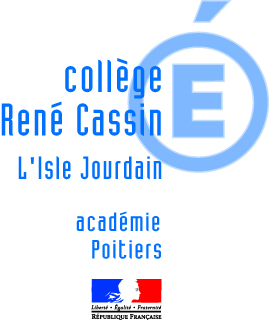 collège
René Cassin
É
L'Isle Jourdain
académie
Poitiers
Liberté • Égalité • Fraternité
RÉPUBLIQUE FRANÇAISE